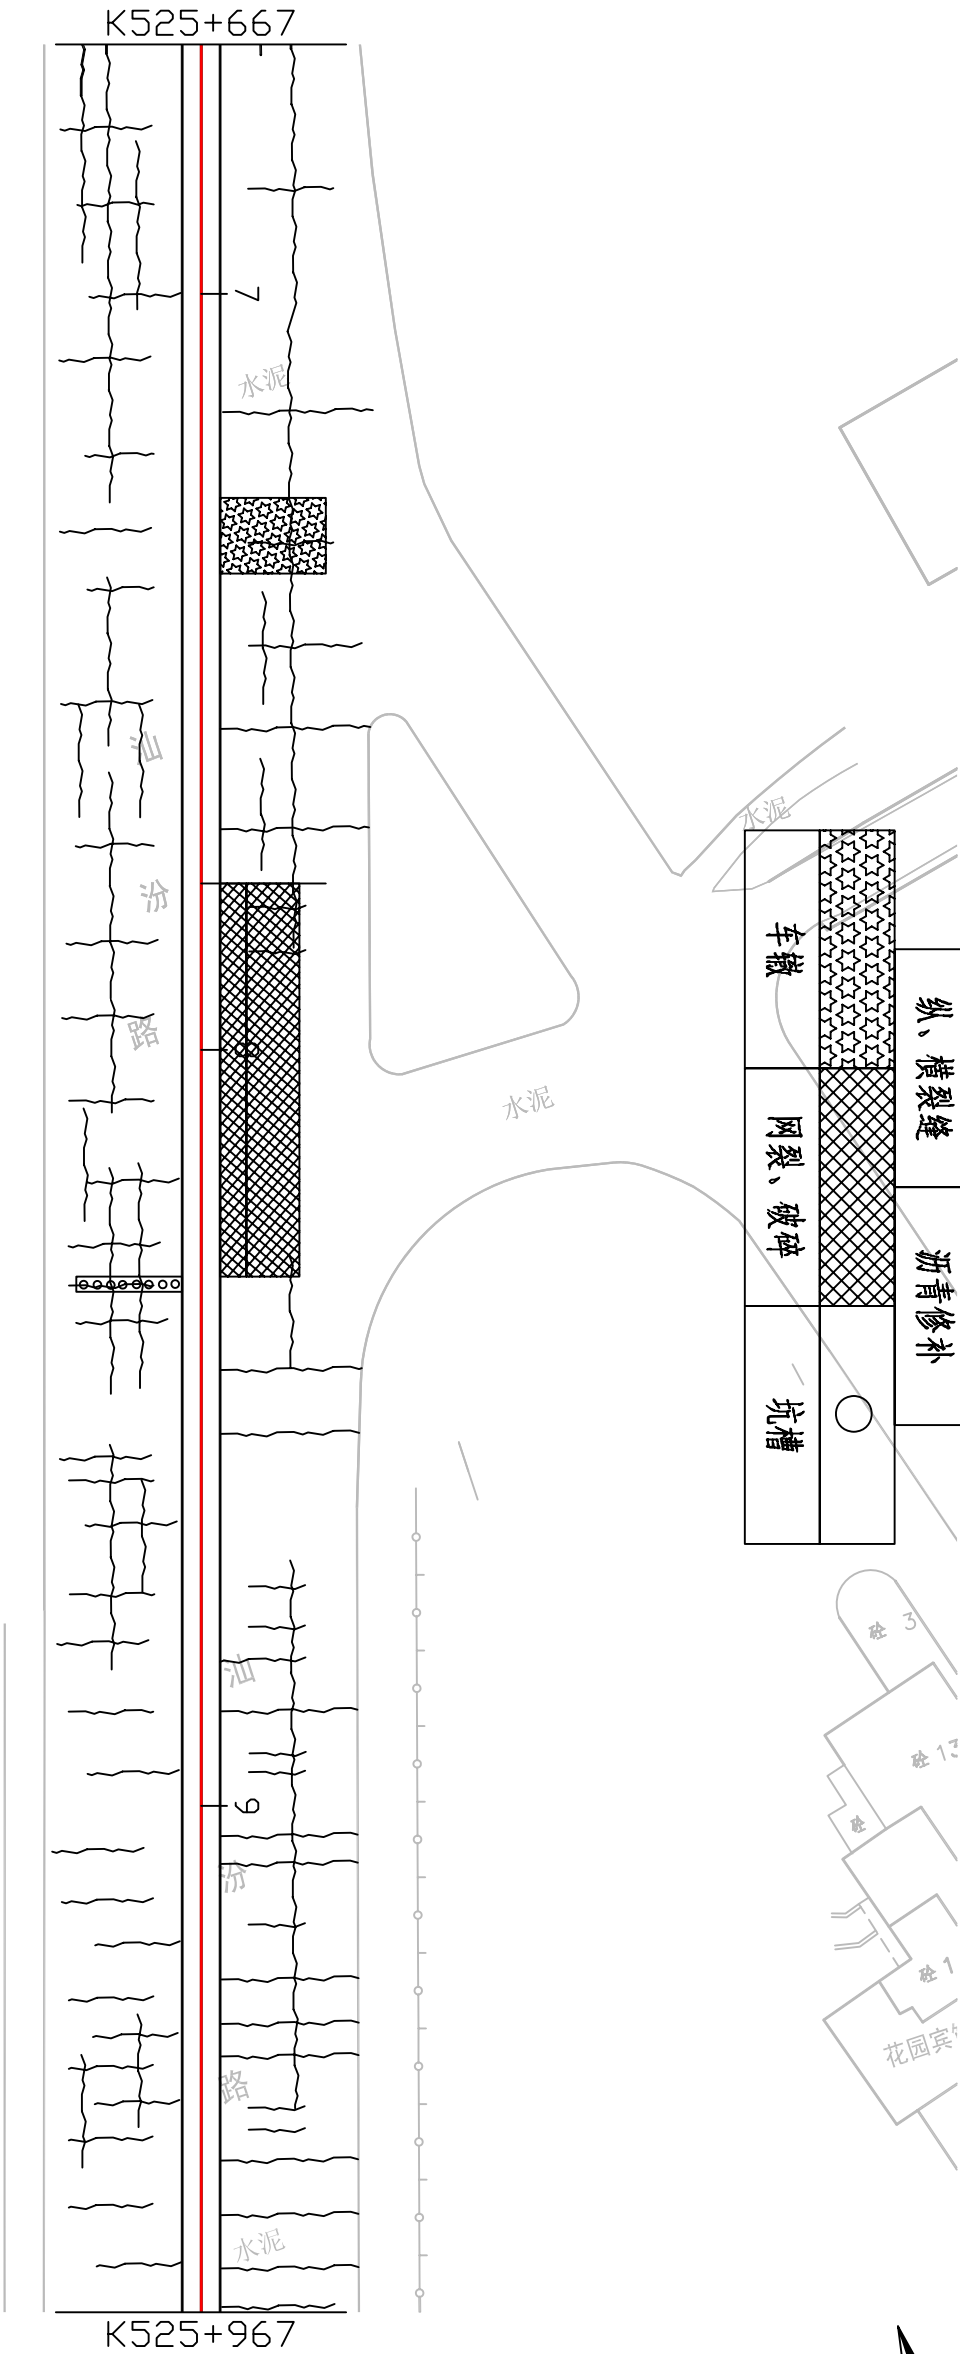 K525+667
7
水泥
汕
汾
路
水泥
车辙
纵、横裂缝
8
水泥
网裂、破碎
沥青修补
坑槽
砼 3
汕
砼 13
9
砼
汾
砼 1
花园宾
路
水泥
K525+967